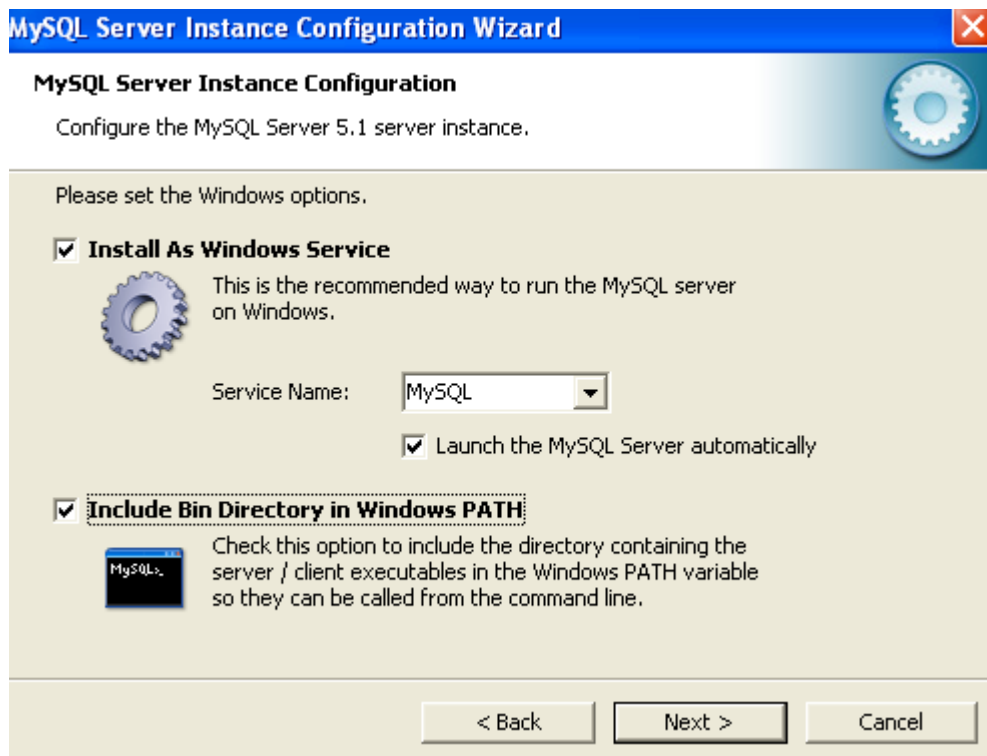 MySQL Server Instance Configuration Wizard
MySQL Server Instance Configuration
Configure the MySQL Server 5.1 server instance.
Please set the Windows options.
Install As Windows Service
This is the recommended way to run the MySQL server
on Windows.
Service Name: MySQL
Launch the MySQL Server automatically
Include Bin Directory in Windows PATH
Check this option to include the directory containing the
server / client executables in the Windows PATH variable
so they can be called from the command line.
MySQL>_
< Back Next > Cancel